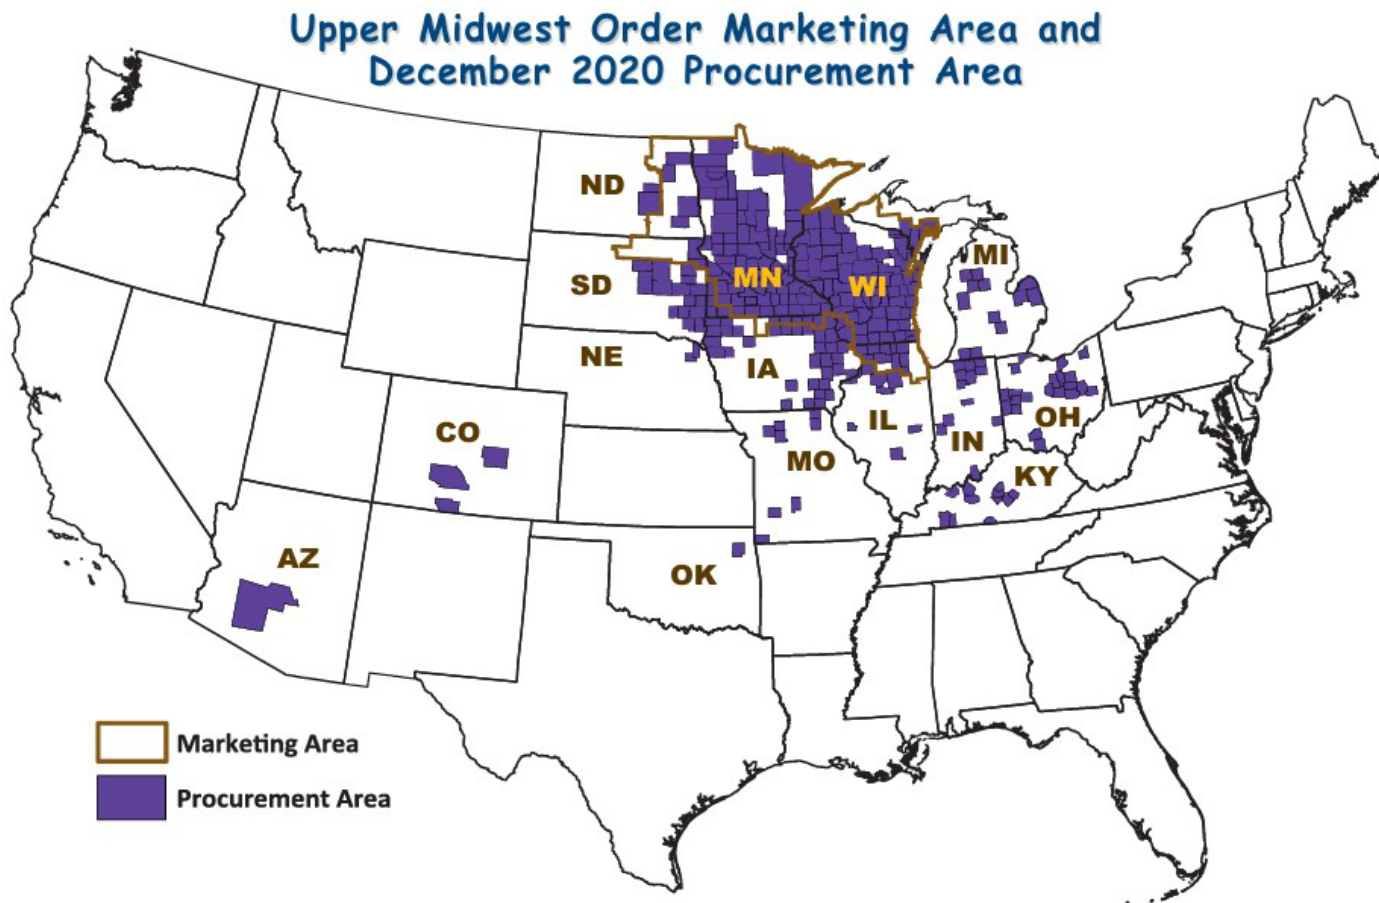 Upper Midwest Order Marketing Area and
December 2020 Procurement Area
ND
MN
WI
MI
SD
NE
IA
IL
IN
OH
CO
MO
KY
AZ
OK
Marketing Area
Procurement Area